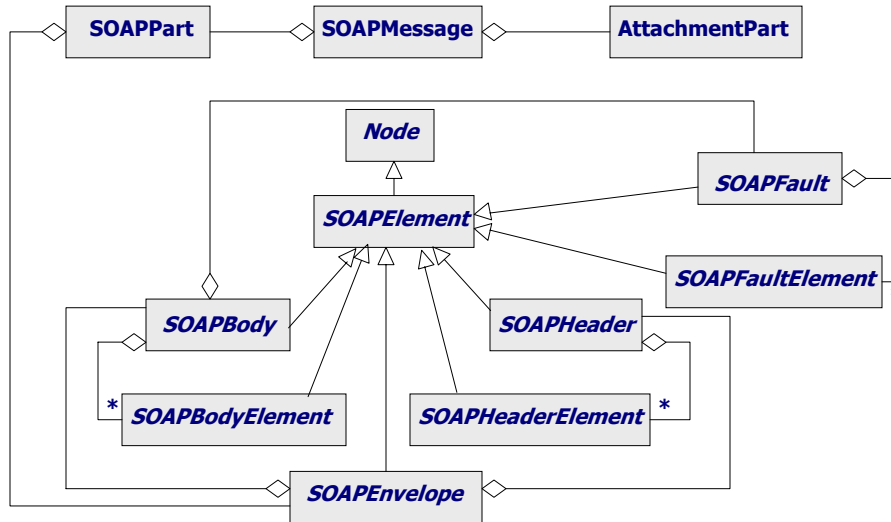 SOAPPart
SOAPMessage
AttachmentPart
Node
SOAPFault
SOAPElement
SOAPFaultElement
SOAPBody
SOAPHeader
*
SOAPBodyElement
SOAPHeaderElement
*
SOAPEnvelope